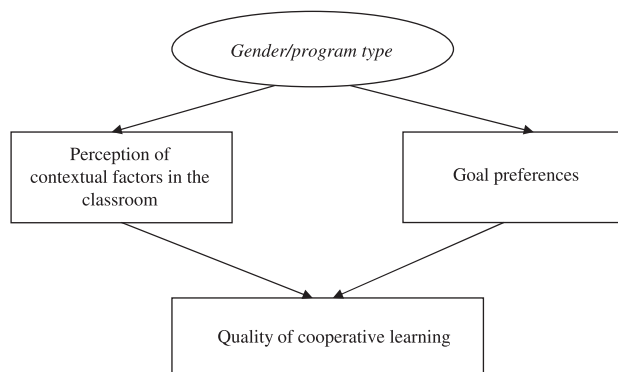 Gender/program type
Perception of
contextual factors in the
classroom
Goal preferences
Quality of cooperative learning